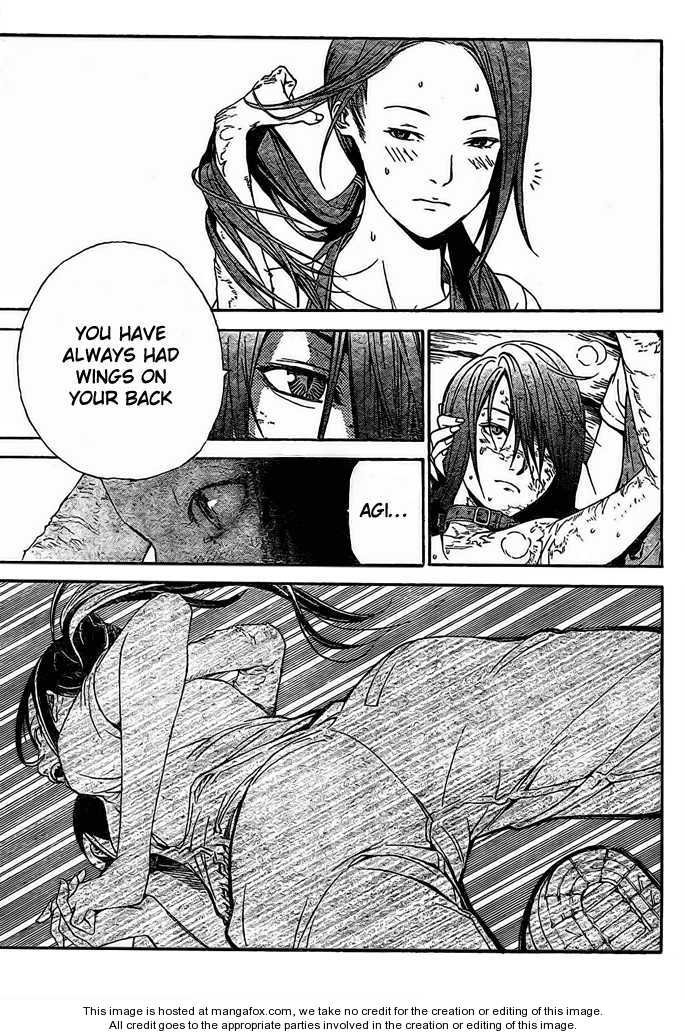 YOU HAVE
ALWAYS HAD
WINGS ON
YOUR BACK
AGI...
This image is hosted at mangafox.com, we take no credit for the creation or editing of this image.
All credit goes to the appropriate parties involved in the creation or editing of this image.